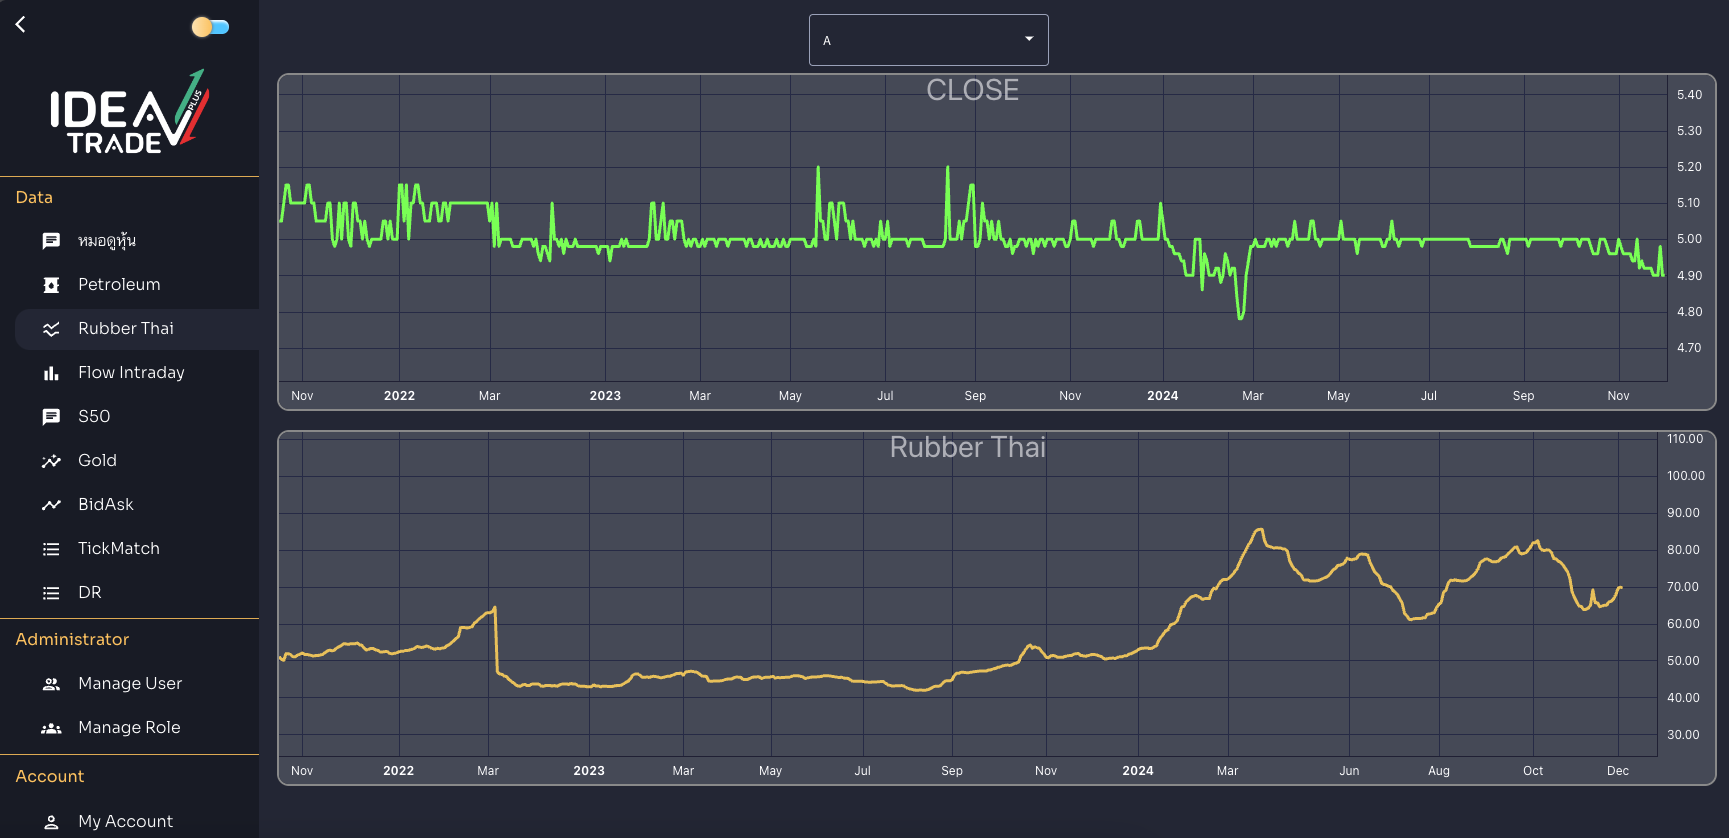 IDEA
PLUS
TRADE
Data
หมอดูหุ้น
Petroleum
Rubber Thai
Flow Intraday
S50
Gold
BidAsk
TickMatch
DR
Administrator
Manage User
Manage Role
Account
My Account
A
CLOSE
5.40
5.30
5.20
5.10
5.00
4.90
4.80
4.70
Nov 2022 Mar 2023 Mar May Jul Sep Nov 2024 Mar May Jul Sep Nov
Rubber Thai
110.00
100.00
90.00
80.00
70.00
60.00
50.00
40.00
30.00
Nov 2022 Mar 2023 Mar May Jul Sep Nov 2024 Mar Jun Aug Oct Dec